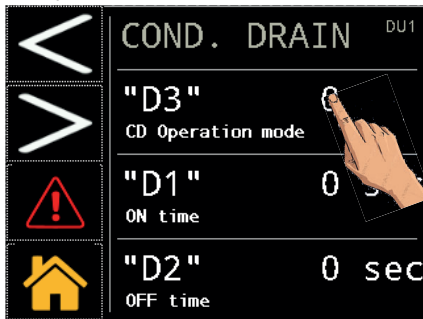 COND. DRAIN DU1
"D3"
CD Operation mode
"D1" 0
ON time
"D2" 0 sec
OFF time